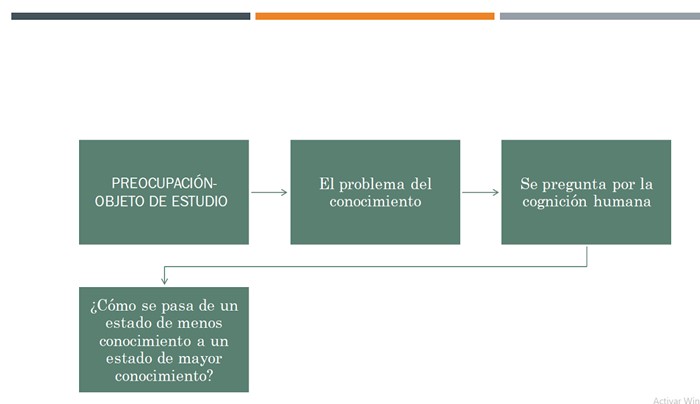 PREOCUPACIÓN-
OBJETO DE ESTUDIO
El problema del
conocimiento
Se pregunta por la
cognición humana
¿Cómo se pasa de un
estado de menos
conocimiento a un
estado de mayor
conocimiento?
Activar Win